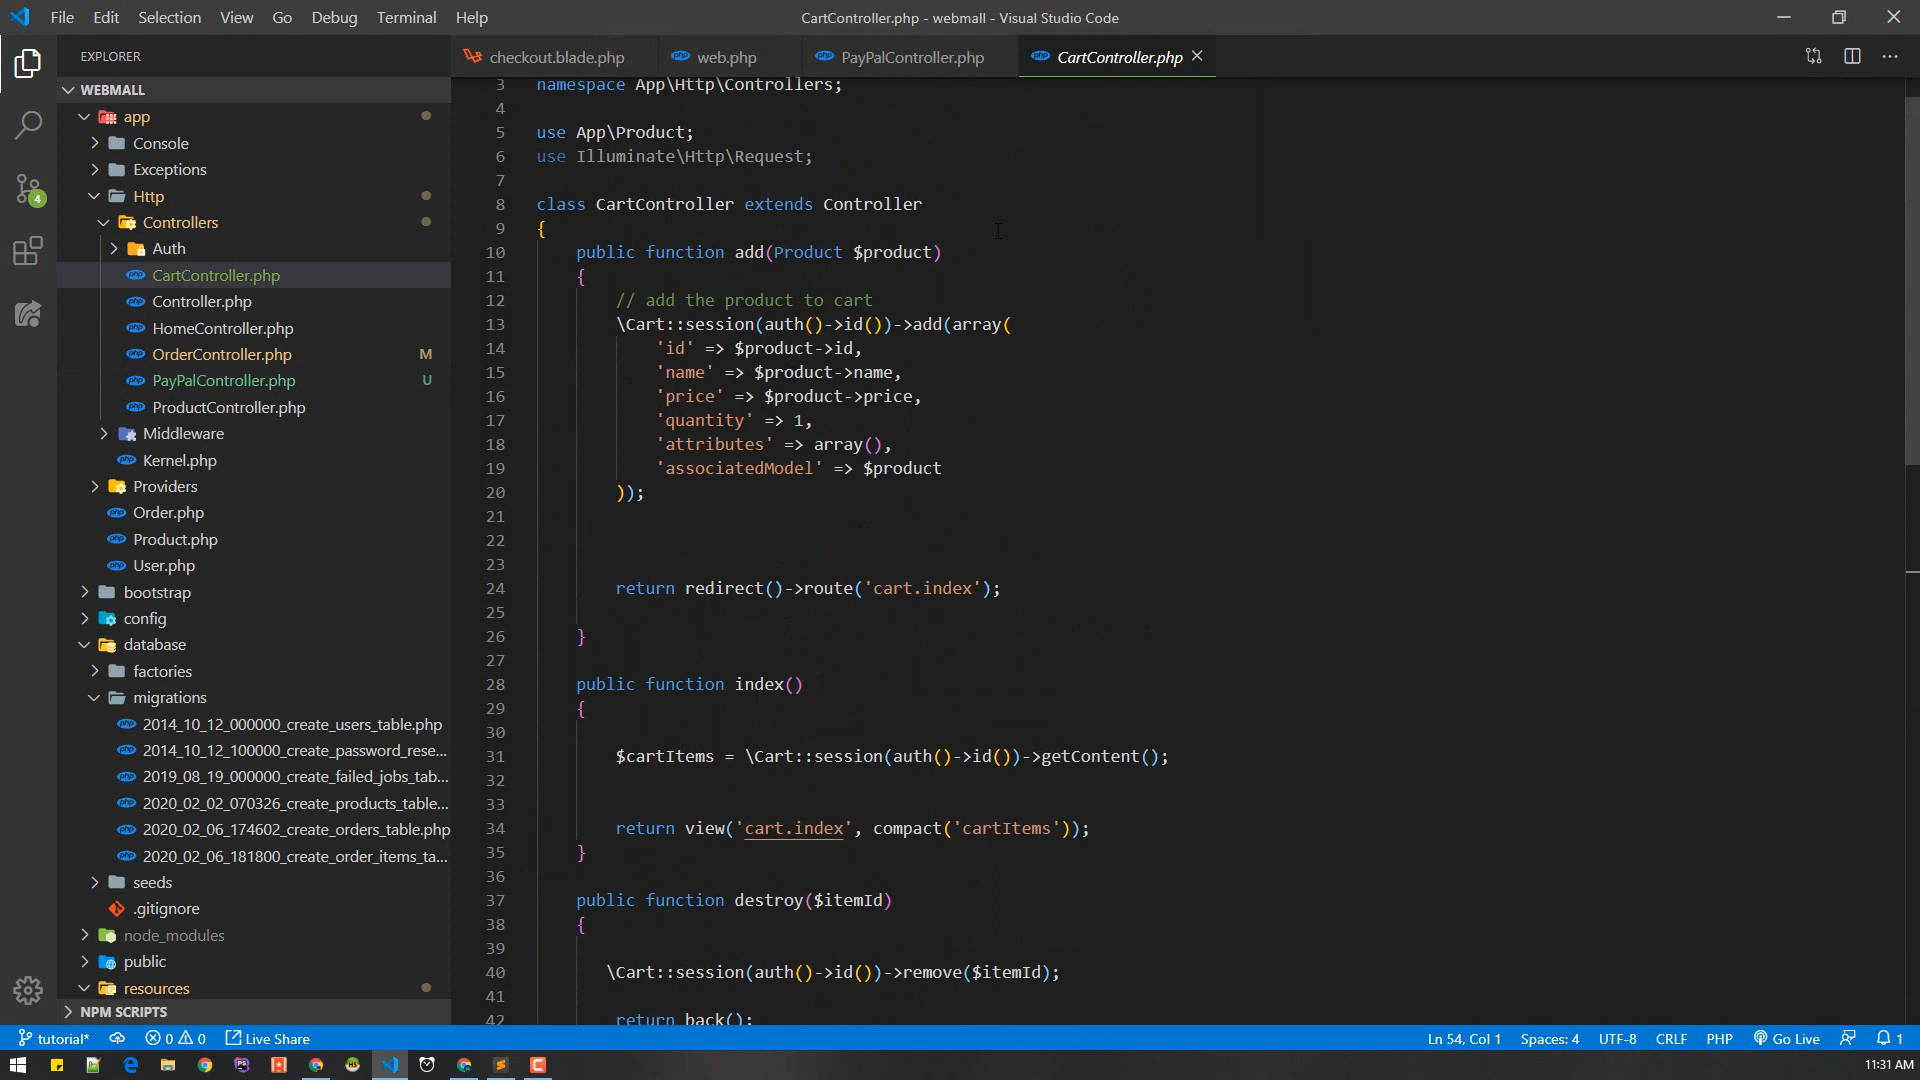 File Edit Selection View Go Debug Terminal Help
CartController.php - webmall - Visual Studio Code
EXPLORER
WEBMALL
app
Console
Exceptions
Http
Controllers
Auth
CartController.php
Controller.php
HomeController.php
OrderController.php M
PayPalController.php U
ProductController.php
Middleware
Kernel.php
Providers
Order.php
Product.php
User.php
bootstrap
config
database
factories
migrations
2014_10_12_000000_create_users_table.php
2014_10_12_100000_create_password_rese...
2019_08_19_000000_create_failed_jobs_tab...
2020_02_02_070326_create_products_table...
2020_02_06_174602_create_orders_table.php
2020_02_06_181800_create_order_items_ta...
seeds
.gitignore
node_modules
public
resources
NPM SCRIPTS
4
checkout.blade.php web.php PayPalController.php CartController.php
3 namespace App\Http\Controllers;
4
5 use App\Product;
6 use Illuminate\Http\Request;
7
8 class CartController extends Controller
9 {
10 public function add(Product $product)
11 {
12 // add the product to cart
13 \Cart::session(auth()->id())->add(array(
14 'id' => $product->id,
15 'name' => $product->name,
16 'price' => $product->price,
17 'quantity' => 1,
18 'attributes' => array(),
19 'associatedModel' => $product
20 ));
21
22
23
24 return redirect()->route('cart.index');
25
26 }
27
28 public function index()
29 {
30
31 $cartItems = \Cart::session(auth()->id())->getContent();
32
33
34 return view('cart.index', compact('cartItems'));
35 }
36
37 public function destroy($itemId)
38 {
39
40 \Cart::session(auth()->id())->remove($itemId);
41
42 return back();
tutorial* 0 0 Live Share
Ln 54, Col 1 Spaces: 4 UTF-8 CRLF PHP Go Live 1
11:31 AM